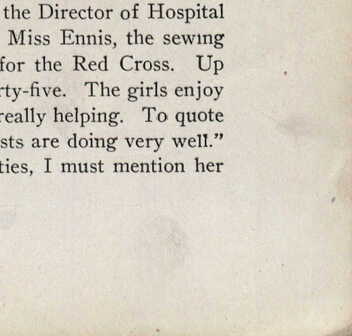 the Director of Hospital
Miss Ennis, the sewing
for the Red Cross. Up
rty-five. The girls enjoy
really helping. To quote
sts are doing very well.”
ties, I must mention her